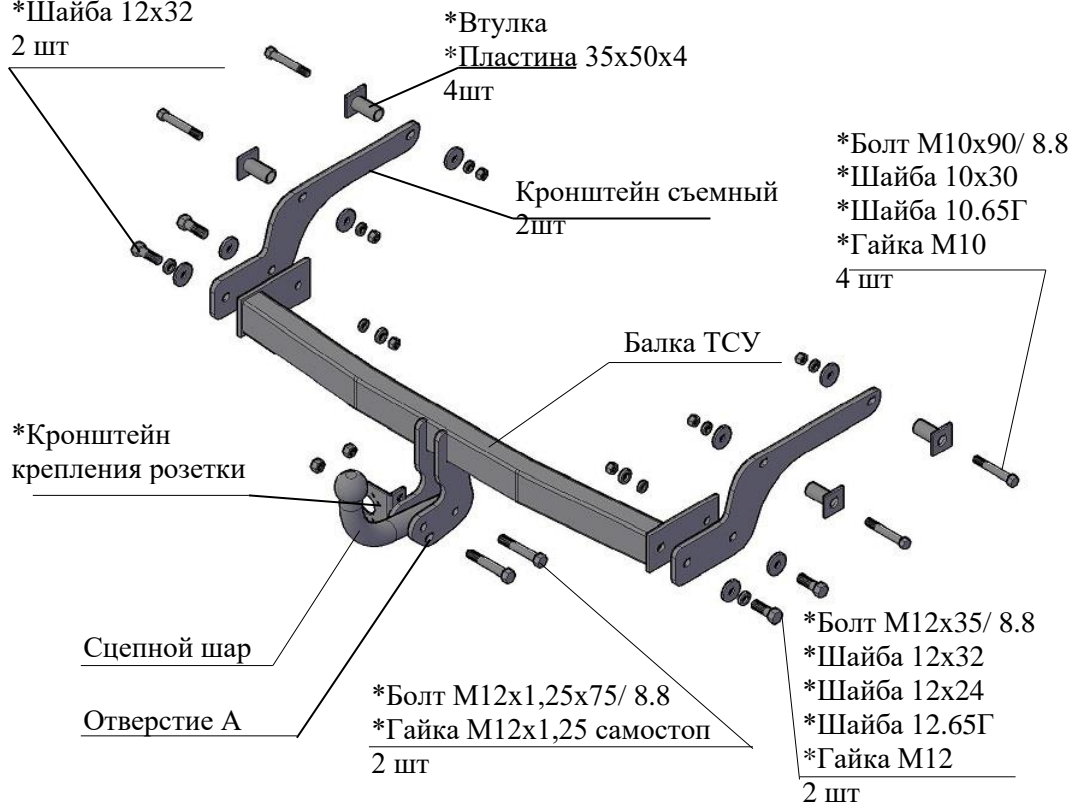 *Шайба 12х32
2 шт
*Втулка
*Пластина 35х50х4
4шт
*Болт М10х90/ 8.8
*Шайба 10х30
*Шайба 10.65Г
*Гайка М10
4 шт
Кронштейн съемный
2шт
Балка ТСУ
*Кронштейн
крепления розетки
Сцепной шар
Отверстие А
*Болт М12х1,25х75/ 8.8
*Гайка М12х1,25 самостоп
2 шт
*Болт М12х35/ 8.8
*Шайба 12х32
*Шайба 12х24
*Шайба 12.65Г
*Гайка М12
2 шт